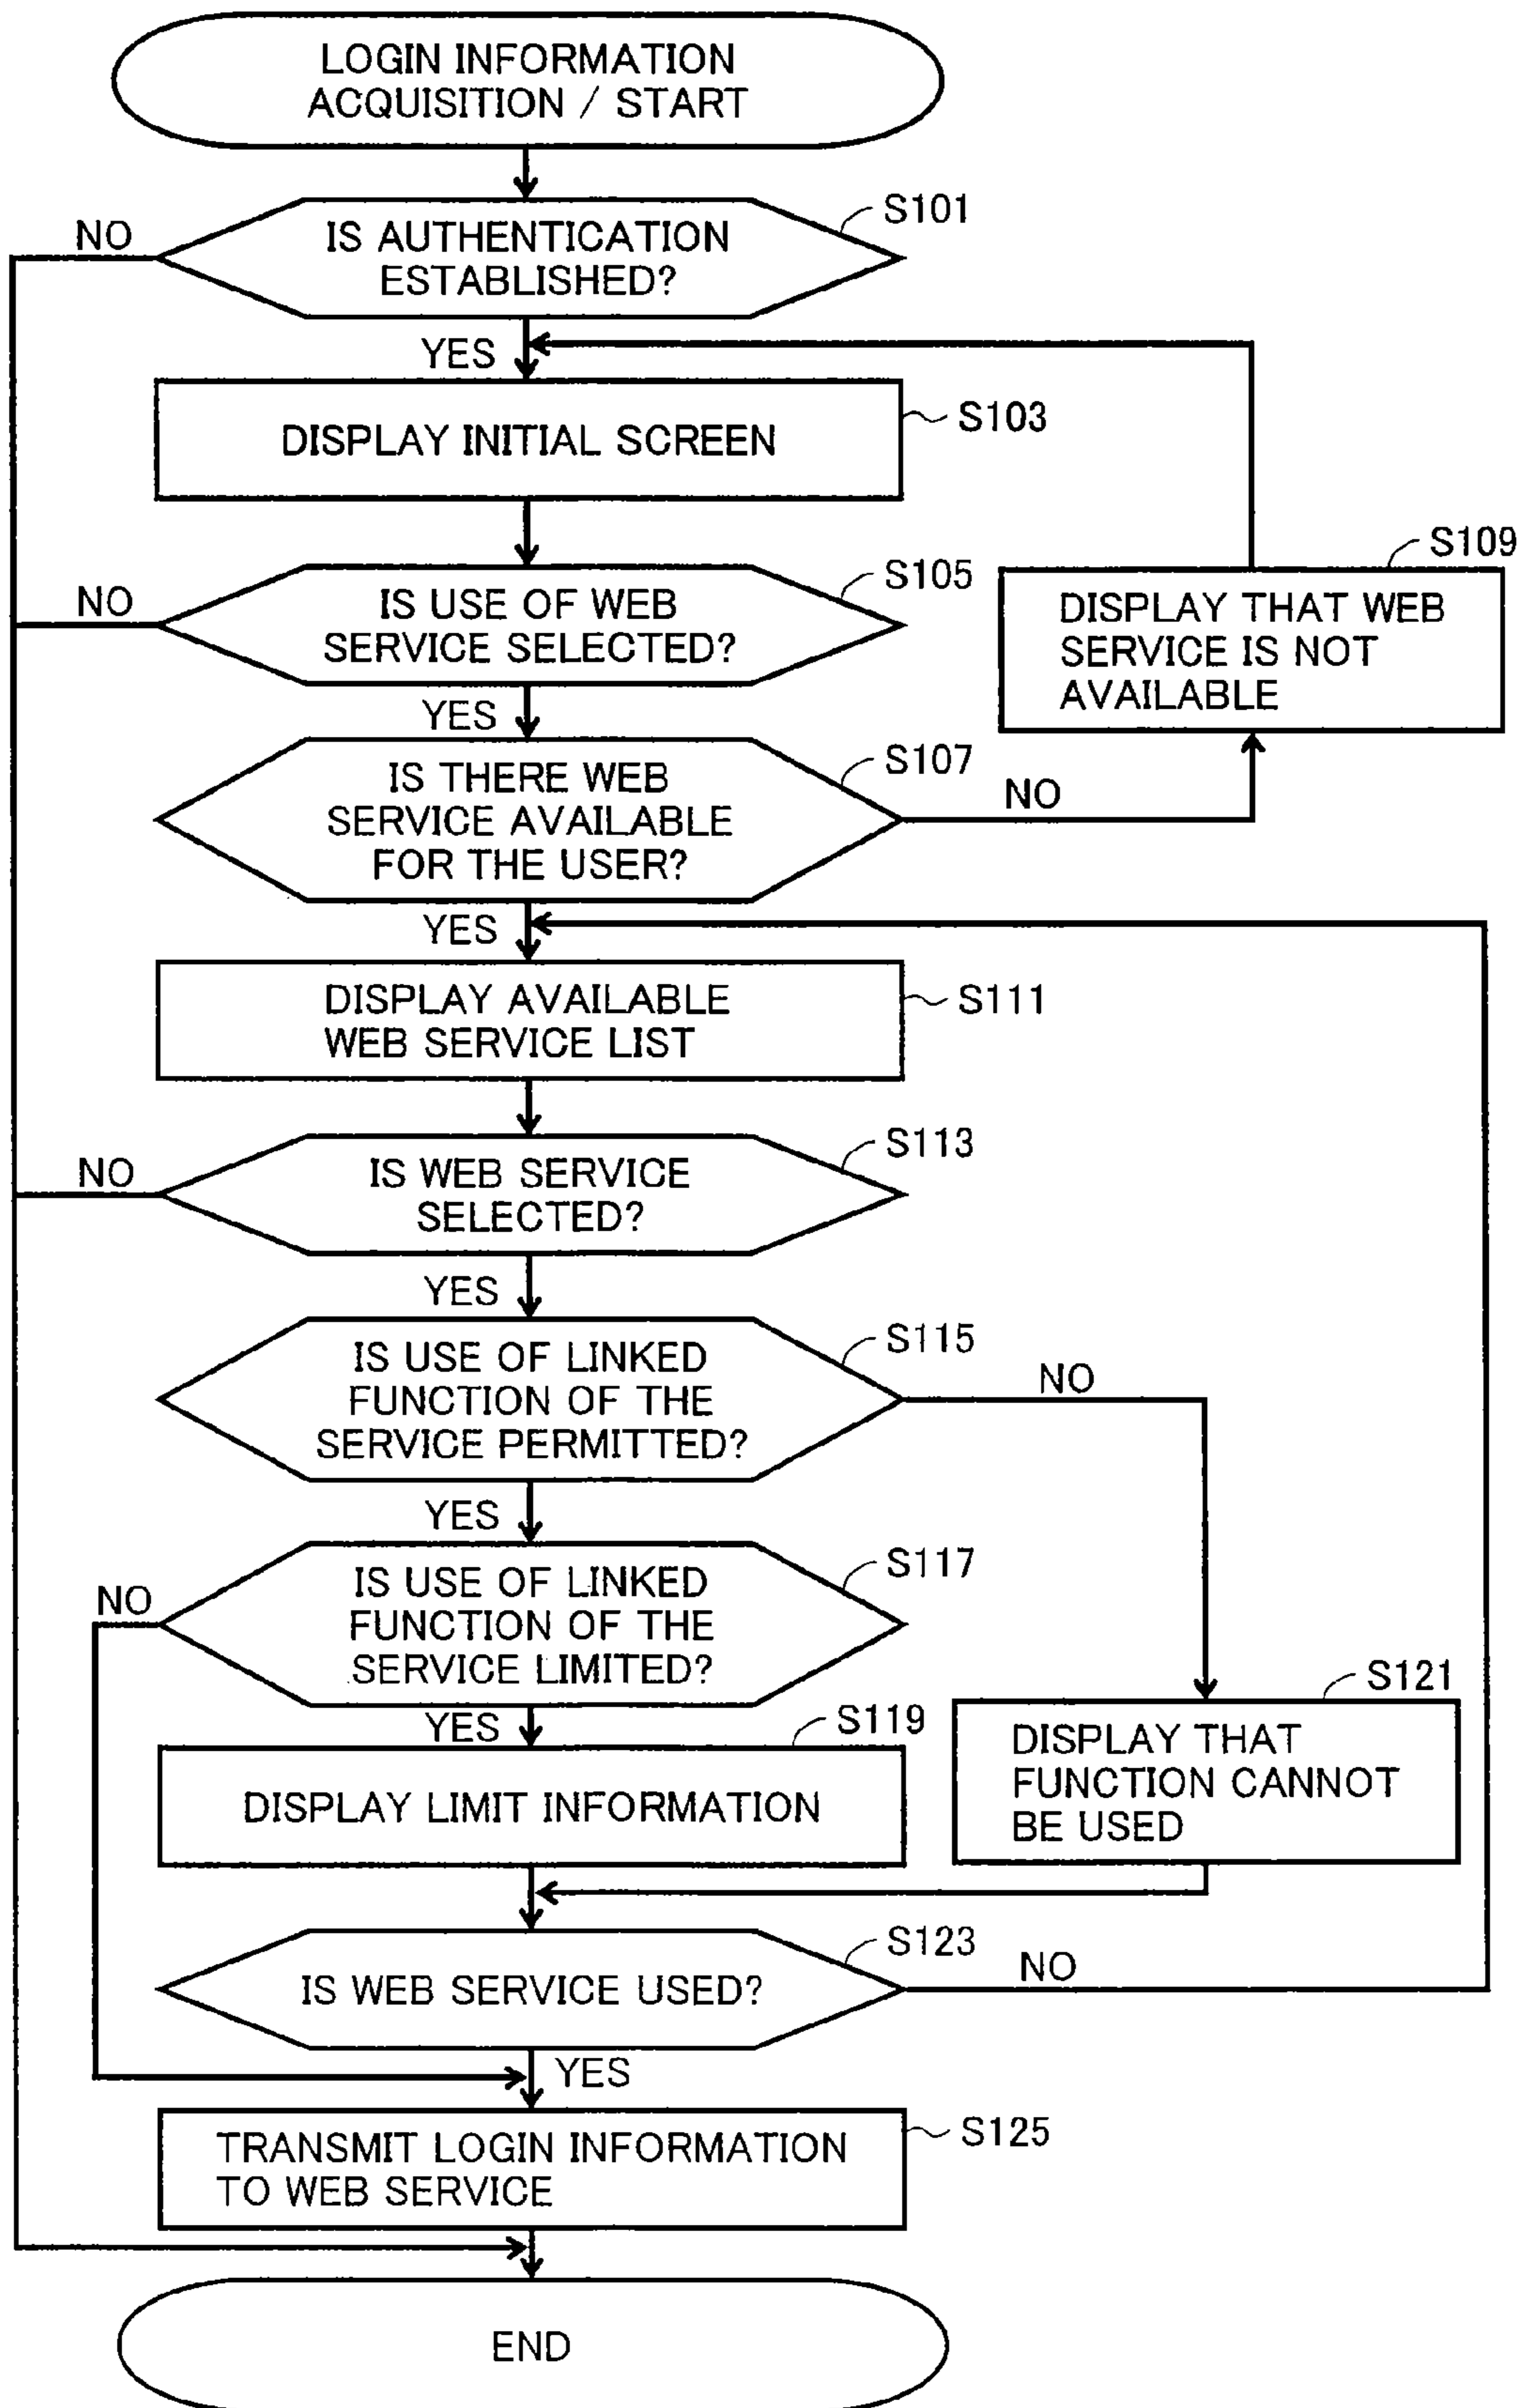 LOGIN INFORMATION
ACQUISITION / START
S101
NO
IS AUTHENTICATION
ESTABLISHED?
YES
S103
DISPLAY INITIAL SCREEN
S109
S105
NO
IS USE OF WEB
SERVICE SELECTED?
DISPLAY THAT WEB
SERVICE IS NOT
AVAILABLE
YES
S107
IS THERE WEB
SERVICE AVAILABLE
FOR THE USER?
NO
YES
DISPLAY AVAILABLE
WEB SERVICE LIST
S111
S113
NO
IS WEB SERVICE
SELECTED?
YES
S115
IS USE OF LINKED
FUNCTION OF THE
SERVICE PERMITTED?
NO
YES
S117
NO
IS USE OF LINKED
FUNCTION OF THE
SERVICE LIMITED?
S121
YES
S119
DISPLAY THAT
FUNCTION CANNOT
BE USED
DISPLAY LIMIT INFORMATION
S123
NO
IS WEB SERVICE USED?
YES
S125
TRANSMIT LOGIN INFORMATION
TO WEB SERVICE
END